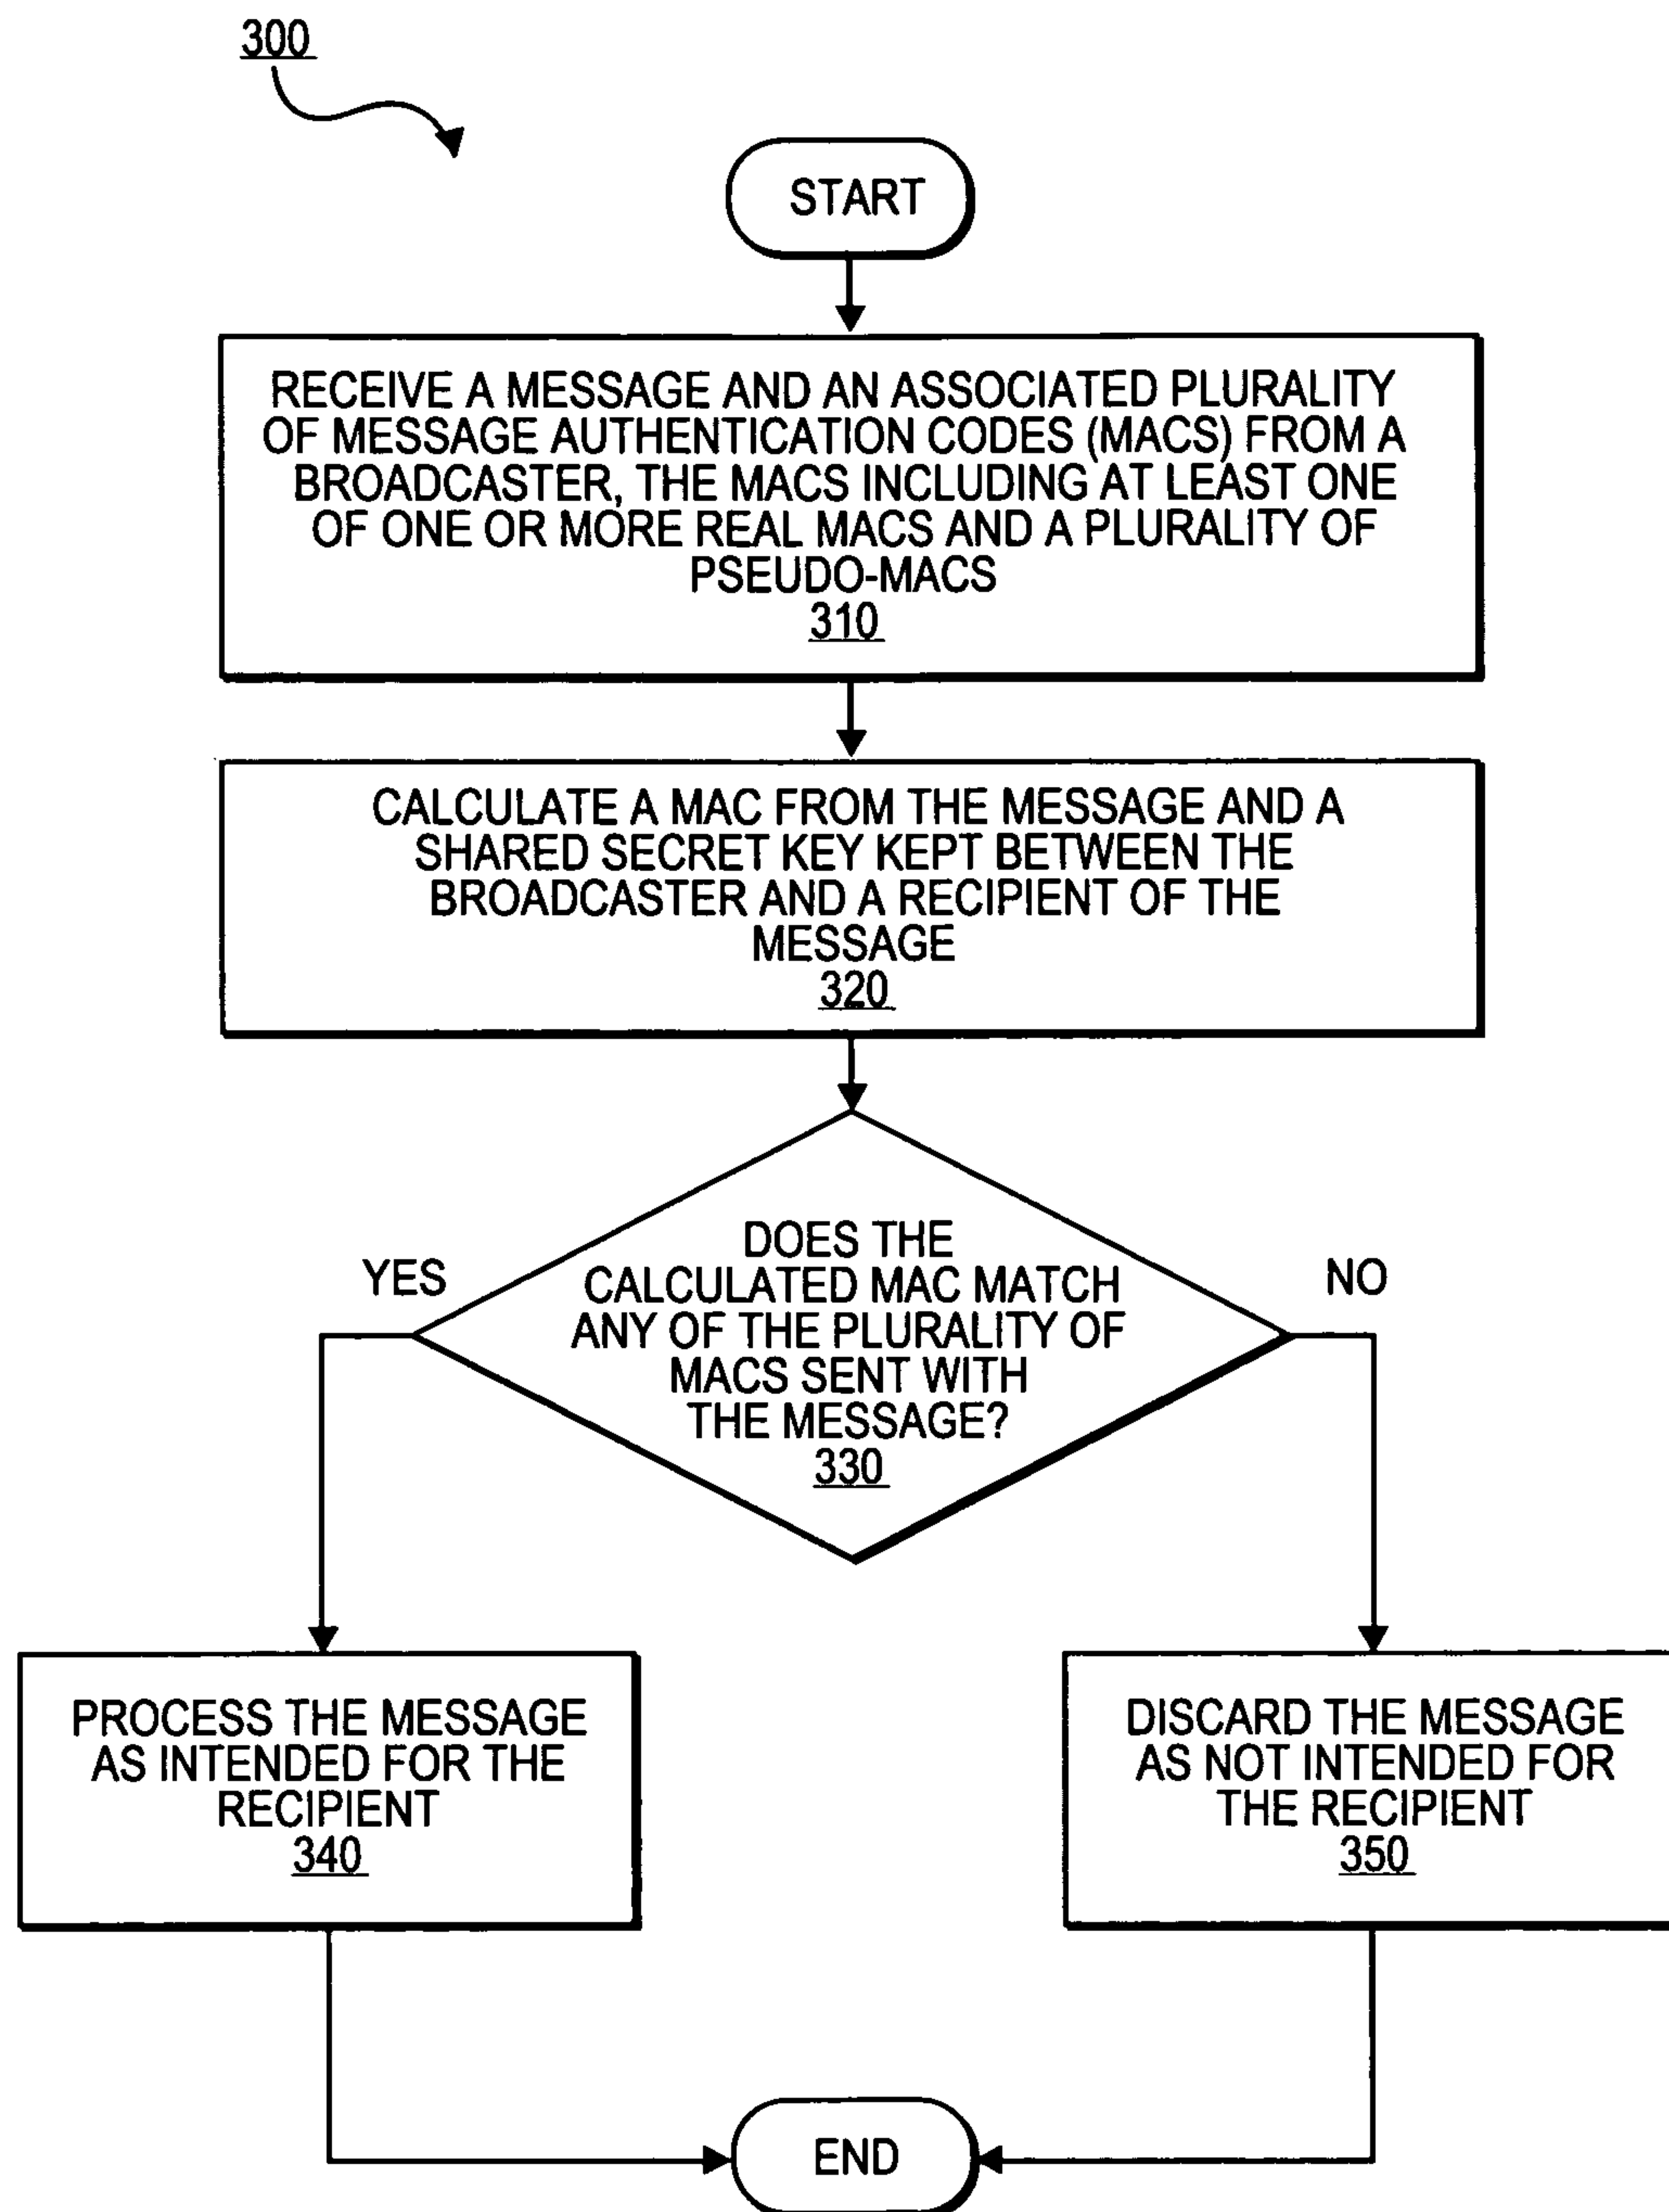 300
START
RECEIVE A MESSAGE AND AN ASSOCIATED PLURALITY
OF MESSAGE AUTHENTICATION CODES (MACS) FROM A
BROADCASTER, THE MACS INCLUDING AT LEAST ONE
OF ONE OR MORE REAL MACS AND A PLURALITY OF
PSEUDO-MACS
310
CALCULATE A MAC FROM THE MESSAGE AND A
SHARED SECRET KEY KEPT BETWEEN THE
BROADCASTER AND A RECIPIENT OF THE
MESSAGE
320
DOES THE
CALCULATED MAC MATCH
ANY OF THE PLURALITY OF
MACS SENT WITH
THE MESSAGE?
330
YES
NO
PROCESS THE MESSAGE
AS INTENDED FOR THE
RECIPIENT
340
DISCARD THE MESSAGE
AS NOT INTENDED FOR
THE RECIPIENT
350
END